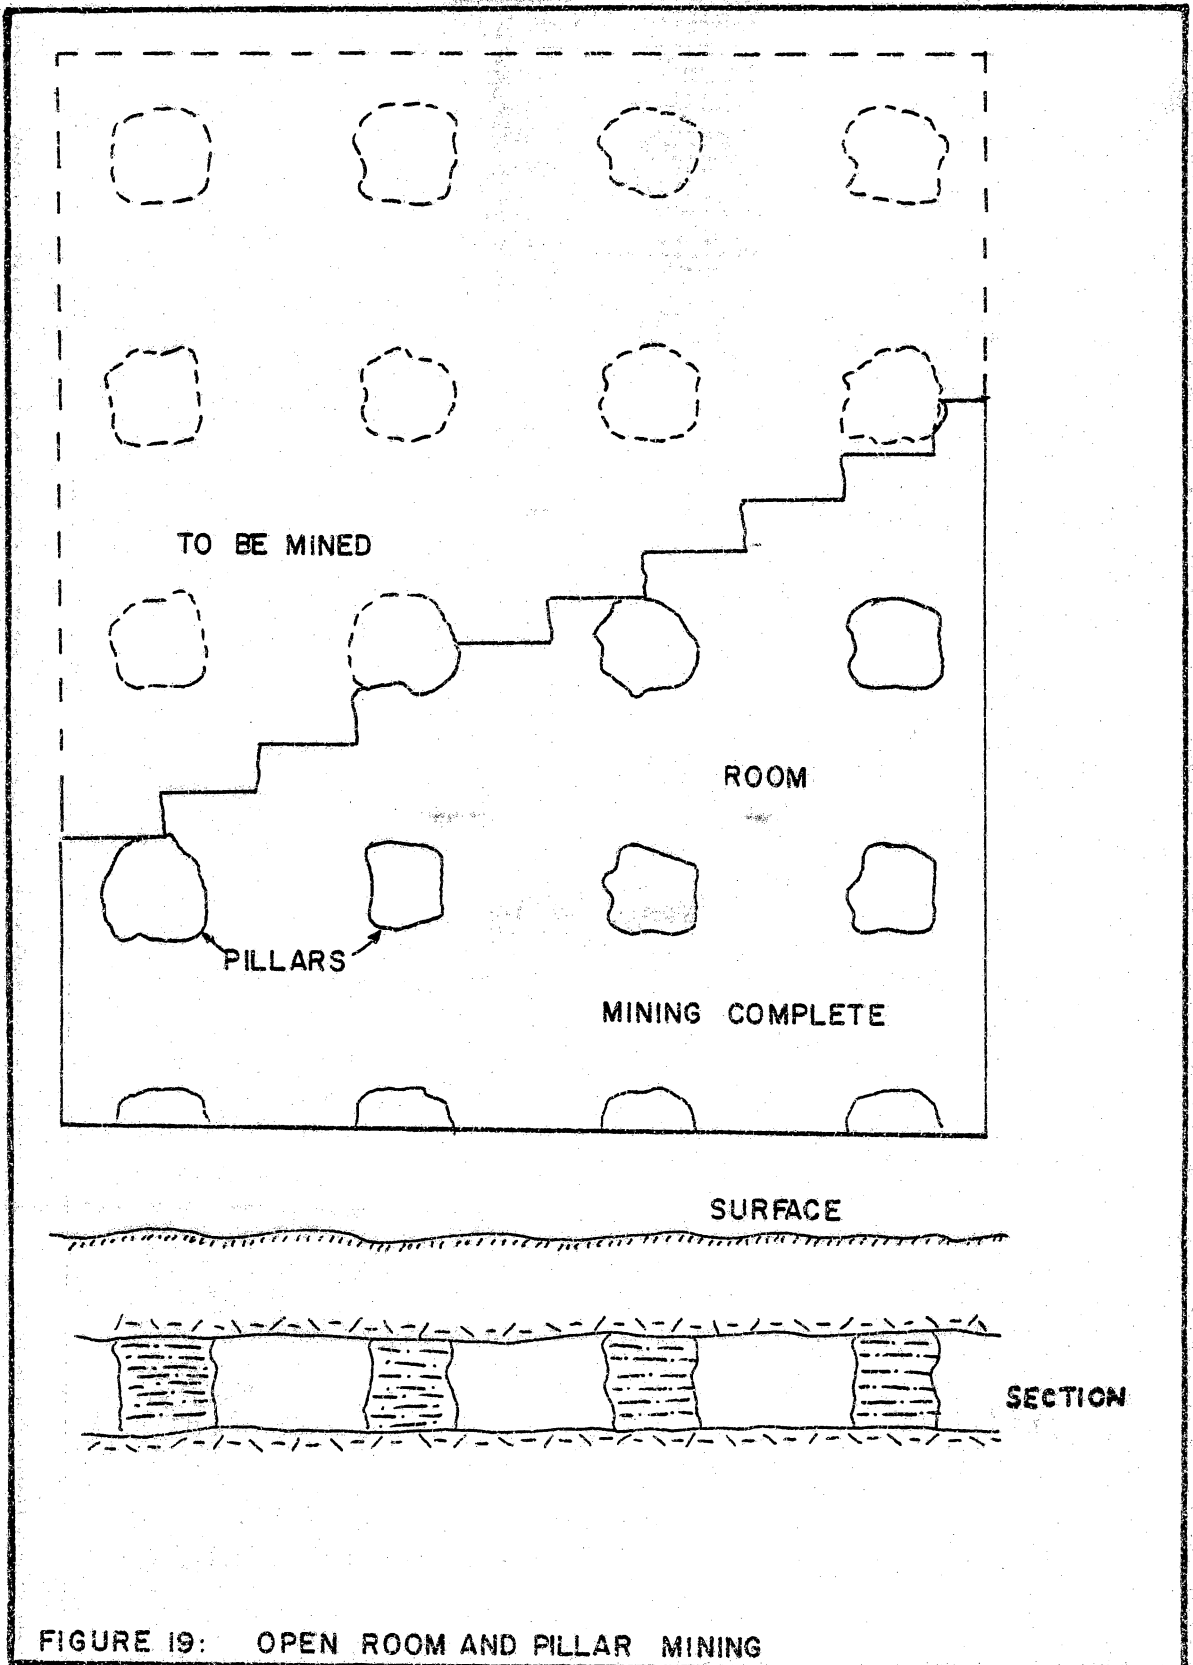 TO BE MINED
ROOM
PILLARS
MINING COMPLETE
SURFACE
SECTION
FIGURE 19: OPEN ROOM AND PILLAR MINING